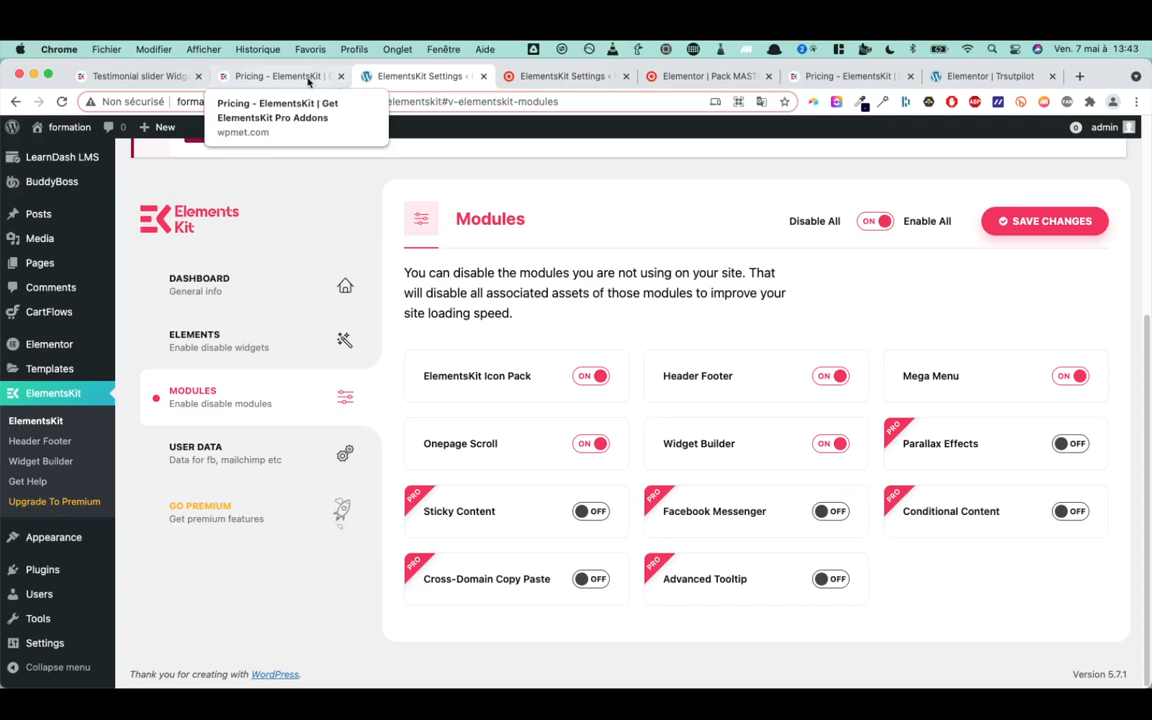 Chrome Fichier Modifier Afficher Historique Favoris Profils Onglet Fenêtre Aide Ven. 7 mai à 13:43
Testimonial slider Widg Pricing - ElementsKit | G ElementsKit Settings ‹ ElementsKit Settings ‹ Elementor | Pack MAST Pricing - ElementsKit | Elementor | Trsutpilot
Non sécurisé forma elementskit#v-elementskit-modules
Pricing - ElementsKit | Get
ElementsKit Pro Addons
wpmet.com
formation 0 New 0 admin
LearnDash LMS
BuddyBoss
Posts
Media
Pages
Comments
CartFlows
Elementor
Templates
ElementsKit
ElementsKit
Header Footer
Widget Builder
Get Help
Upgrade To Premium
Appearance
Plugins
Users
Tools
Settings
Collapse menu
Elements
Kit
DASHBOARD
General info
ELEMENTS
Enable disable widgets
MODULES
Enable disable modules
USER DATA
Data for fb, mailchimp etc
GO PREMIUM
Get premium features
Modules
Disable All ON Enable All SAVE CHANGES
You can disable the modules you are not using on your site. That
will disable all associated assets of those modules to improve your
site loading speed.
ElementsKit Icon Pack ON Header Footer ON Mega Menu ON
Onepage Scroll ON Widget Builder ON PRO Parallax Effects OFF
PRO Sticky Content OFF PRO Facebook Messenger OFF PRO Conditional Content OFF
PRO Cross-Domain Copy Paste OFF PRO Advanced Tooltip OFF
Thank you for creating with WordPress. Version 5.7.1